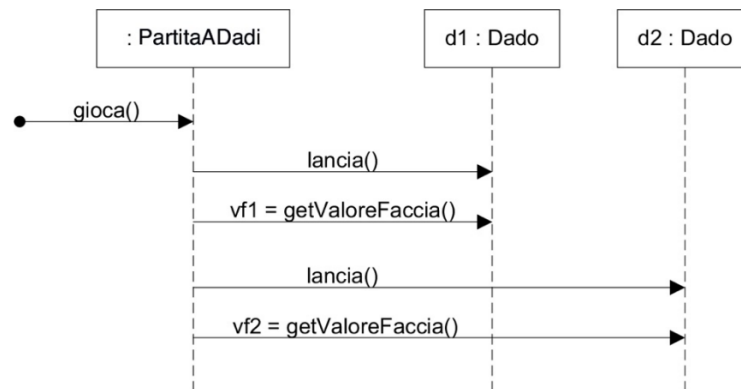 : PartitaADadi
d1 : Dado
d2 : Dado
gioca()
lancia()
vf1 = getValoreFaccia()
lancia()
vf2 = getValoreFaccia()